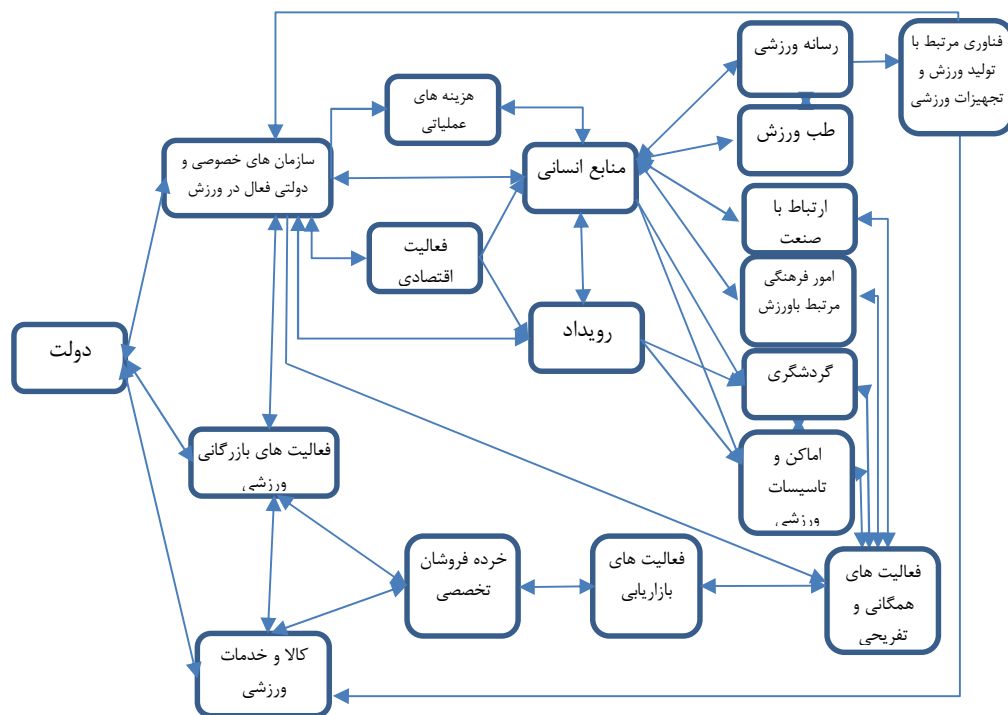 فناوری مرتبط با
تولید ورزش و
تجهیزات ورزشی
رسانه ورزشی
هزینه های
عملیاتی
طب ورزش
سازمان های خصوصی و
دولتی فعال در ورزش
منابع انسانی
ارتباط با
صنعت
فعالیت
اقتصادی
امور فرهنگی
مرتبط باورزش
رویداد
دولت
گردشگری
فعالیت های بازرگانی
ورزشی
اماکن و
تاسیسات
ورزشی
خرده فروشان
تخصصی
فعالیت های
بازاریابی
فعالیت های
همگانی و
تفریحی
کالا و خدمات
ورزشی